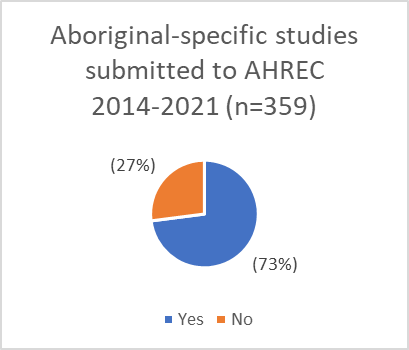 Aboriginal-specific studies
submitted to AHREC
2014-2021 (n=359)
(27%)
(73%)
Yes No